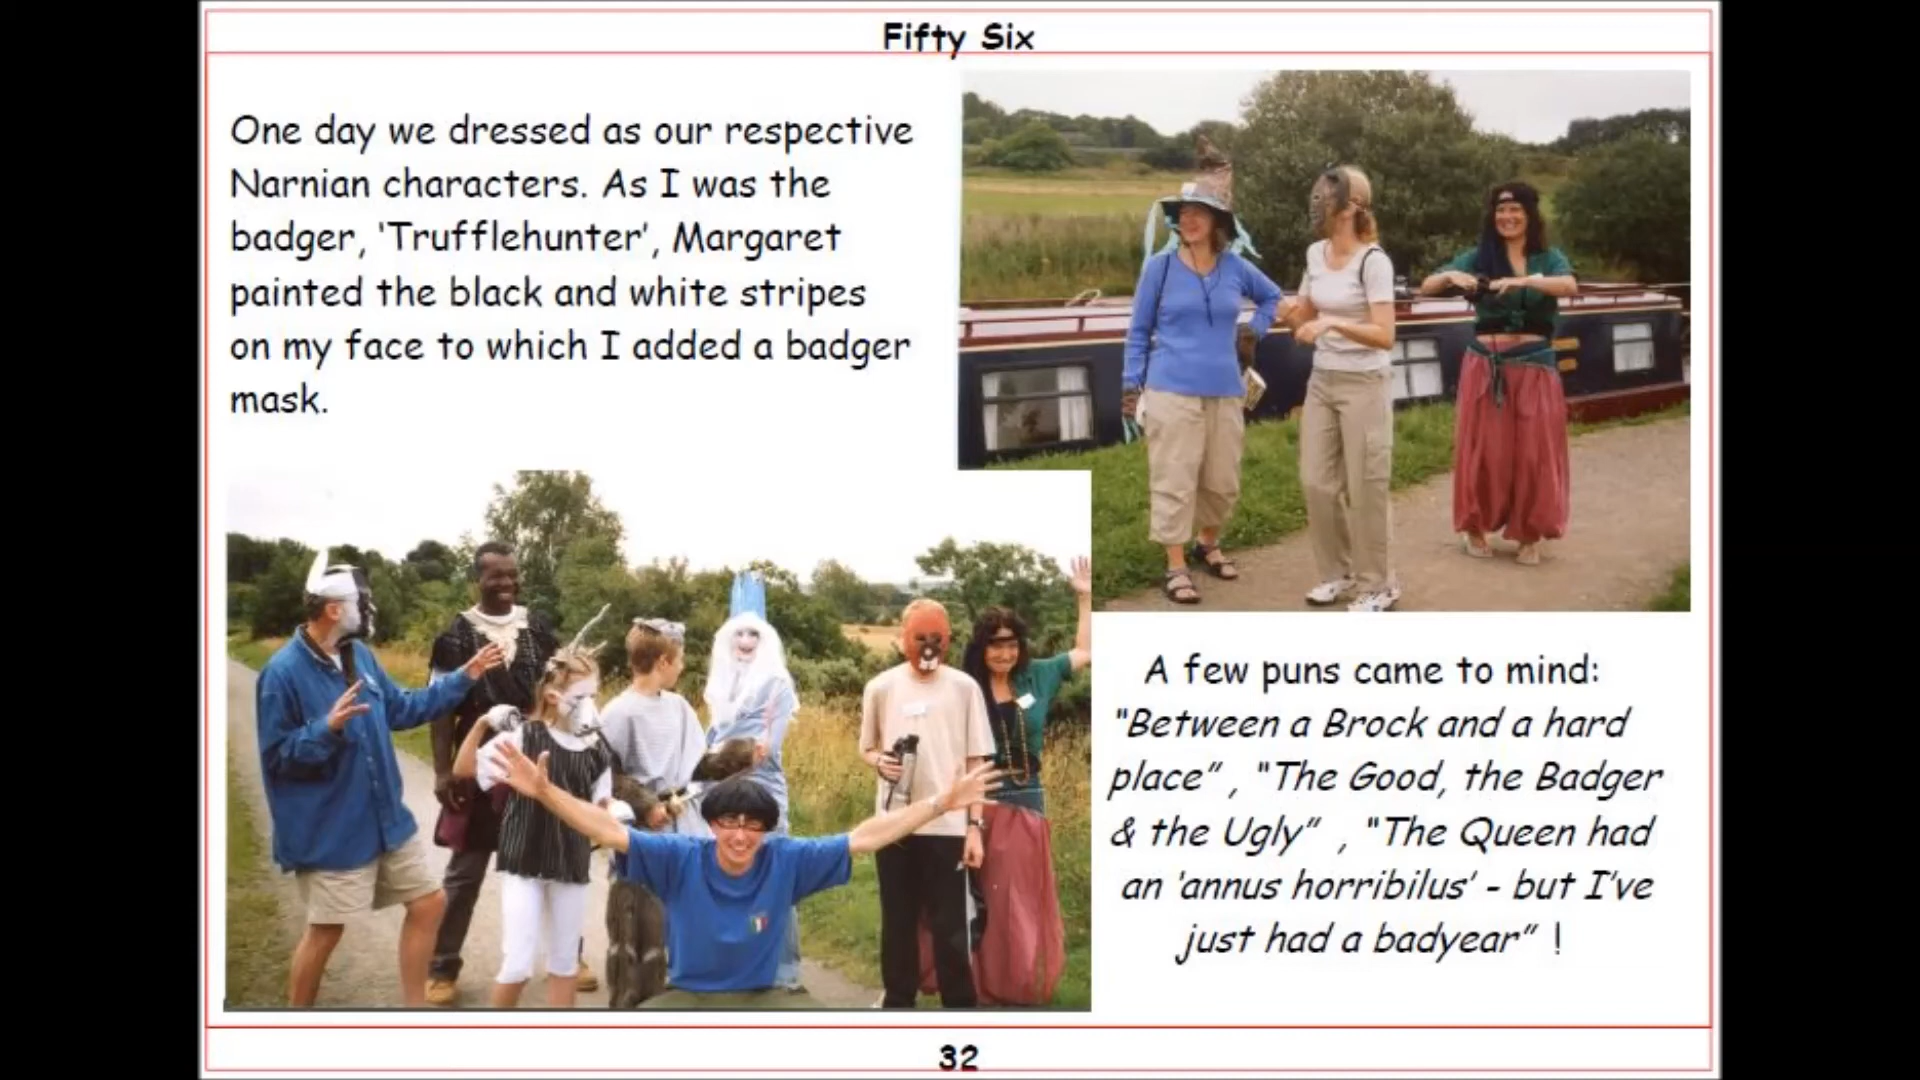 Fifty Six
One day we dressed as our respective
Narnian characters. As I was the
badger, 'Trufflehunter', Margaret
painted the black and white stripes
on my face to which I added a badger
mask.
A few puns came to mind:
"Between a Brock and a hard
place" , "The Good, the Badger
& the Ugly" , "The Queen had
an 'annus horribilus' - but I've
just had a badyear" !
32